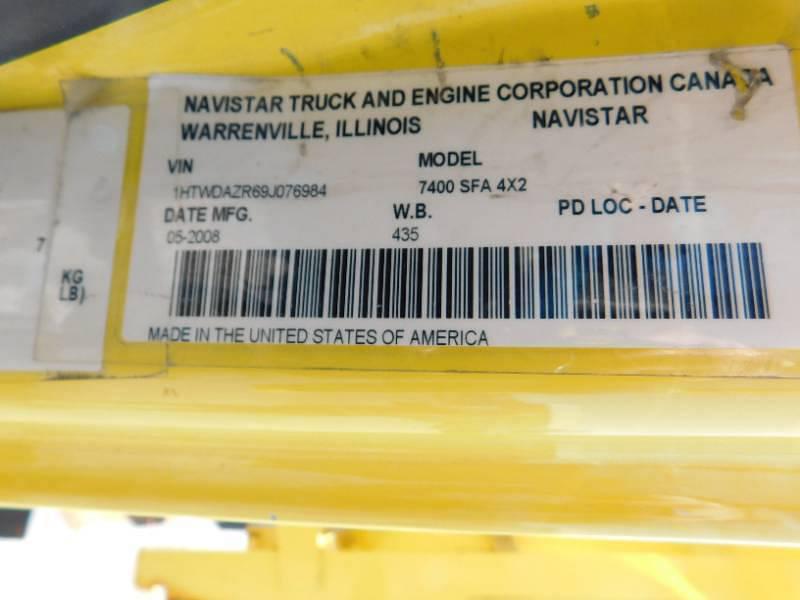 NAVISTAR TRUCK AND ENGINE CORPORATION CANADA
WARRENVILLE, ILLINOIS NAVISTAR
VIN MODEL
1HTWDAZR69J076984 7400 SFA 4X2
DATE MFG. W.B. PD LOC - DATE
05-2008 435
MADE IN THE UNITED STATES OF AMERICA
7
KG
LB)